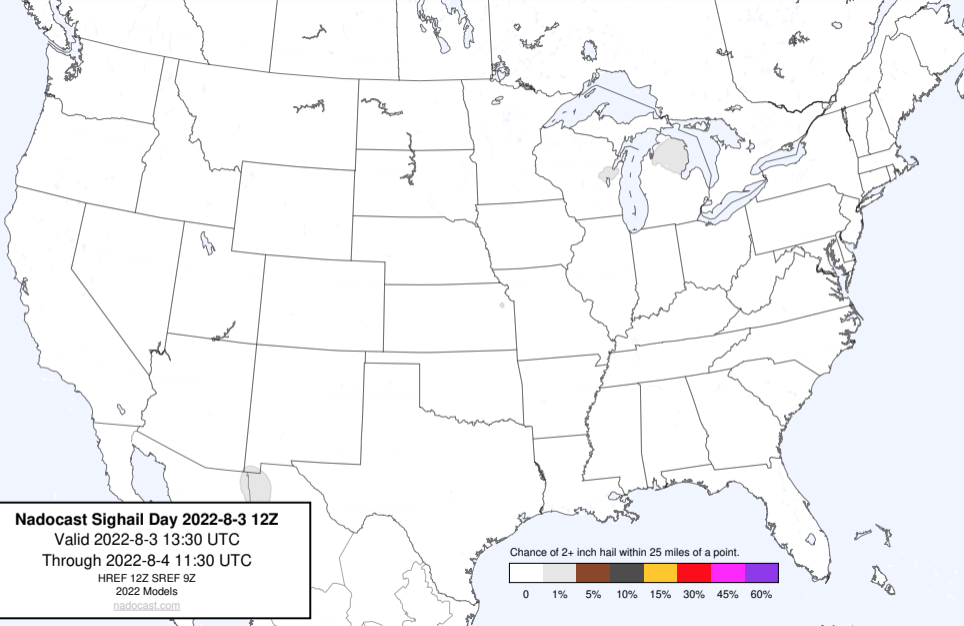 Nadocast Sighail Day 2022-8-3 12Z
Valid 2022-8-3 13:30 UTC
Through 2022-8-4 11:30 UTC
HREF 12Z SREF 9Z
2022 Models
nadocast.com
Chance of 2+ inch hail within 25 miles of a point.
0 1% 5% 10% 15% 30% 45% 60%